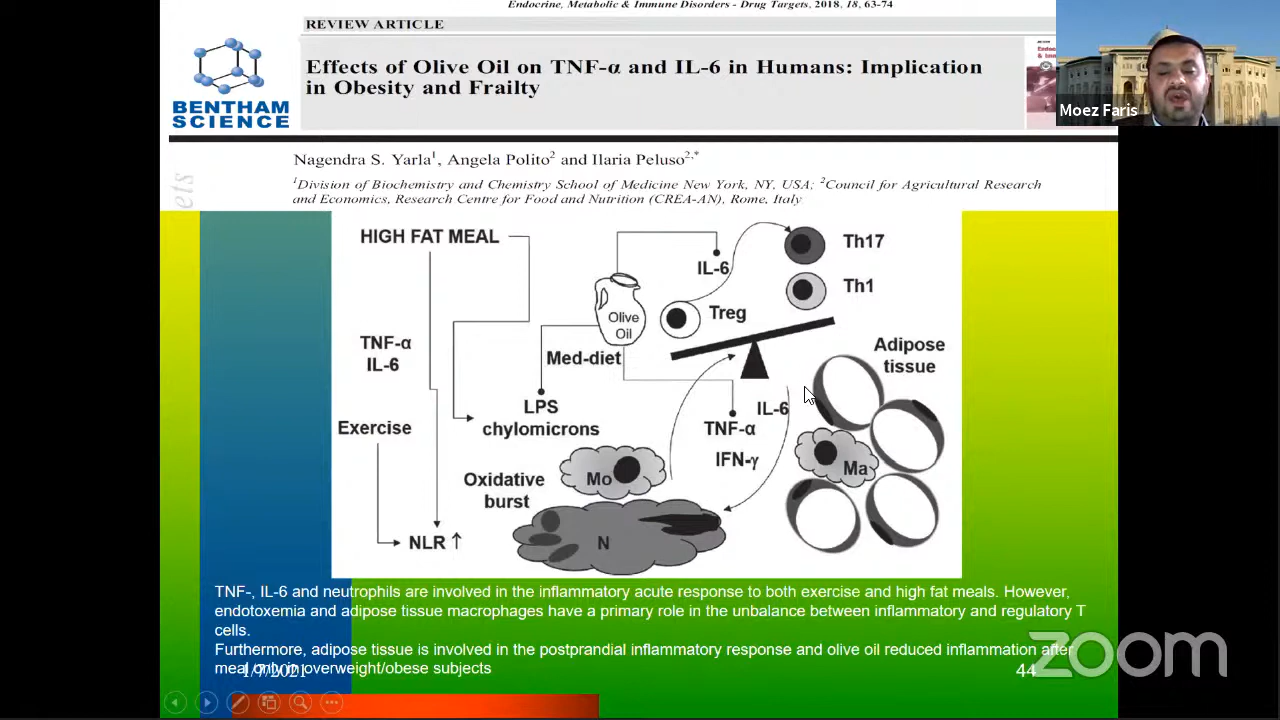 Endocrine, Metabolic & Immune Disorders - Drug Targets, 2018, 18, 63-74
REVIEW ARTICLE
Effects of Olive Oil on TNF-α and IL-6 in Humans: Implication
in Obesity and Frailty
BENTHAM
SCIENCE
Moez Faris
Nagendra S. Yarla1, Angela Polito2 and Ilaria Peluso2,*
1Division of Biochemistry and Chemistry School of Medicine New York, NY, USA; 2Council for Agricultural Research
and Economics, Research Centre for Food and Nutrition (CREA-AN), Rome, Italy
ets
HIGH FAT MEAL
IL-6
Th17
Th1
Treg
Olive
Oil
TNF-α
IL-6
Med-diet
Adipose
tissue
LPS
chylomicrons
IL-6
TNF-α
IFN-γ
Exercise
Oxidative
burst
Mo
Ma
N
NLR ↑
TNF-, IL-6 and neutrophils are involved in the inflammatory acute response to both exercise and high fat meals. However,
endotoxemia and adipose tissue macrophages have a primary role in the unbalance between inflammatory and regulatory T
cells.
Furthermore, adipose tissue is involved in the postprandial inflammatory response and olive oil reduced inflammation after
meal only in overweight/obese subjects
1/7/2021
44
zoom